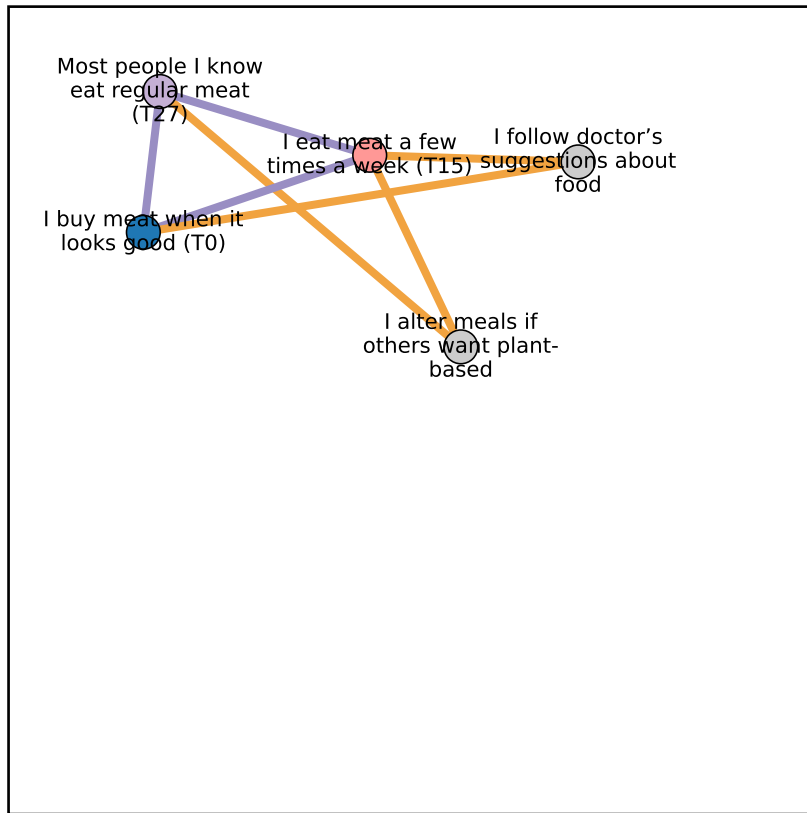 Most people I know
eat regular meat
(T27)
I eat meat a few
times a week (T15)
I follow doctor’s
suggestions about
food
I buy meat when it
looks good (T0)
I alter meals if
others want plant-
based